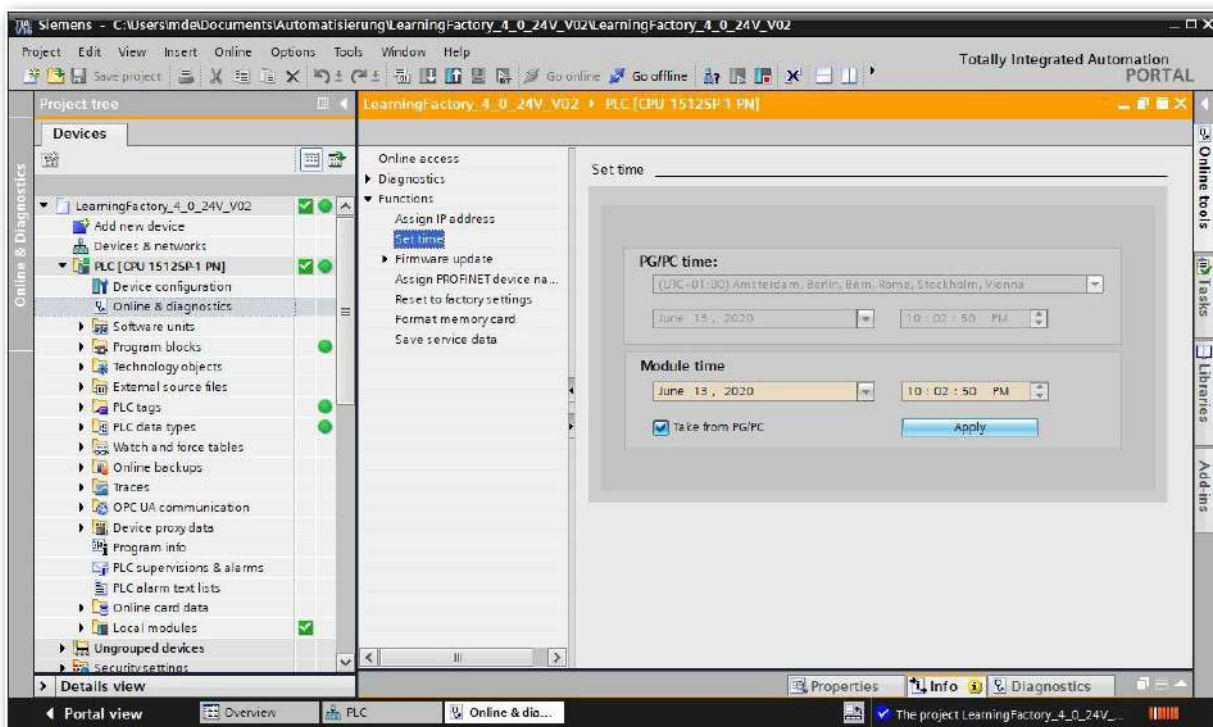 Siemens - C:\Users\mde\Documents\Automatisierung\LearningFactory_4_0_24V_V02\LearningFactory_4_0_24V_V02
Project Edit View Insert Online Options Tools Window Help
Totally Integrated Automation
PORTAL
Save project
Go online
Go offline
Project tree
LearningFactory_4_0_24V_V02 PLC [CPU 1512SP-1 PN]
Devices
Online & Diagnostics
LearningFactory_4_0_24V_V02
Add new device
Devices & networks
PLC [CPU 1512SP-1 PN]
Device configuration
Online & diagnostics
Software units
Program blocks
Technology objects
External source files
PLC tags
PLC data types
Watch and force tables
Online backups
Traces
OPC UA communication
Device proxy data
Program info
PLC supervisions & alarms
PLC alarm text lists
Online card data
Local modules
Ungrouped devices
Security settings
Details view
Online access
Diagnostics
Functions
Assign IP address
Set time
Firmware update
Assign PROFINET device na...
Reset to factory settings
Format memory card
Save service data
Set time
PG/PC time:
(UTC+01:00) Amsterdam, Berlin, Bern, Rome, Stockholm, Vienna
June 13, 2020
10:02:50 PM
Module time
June 13, 2020
10:02:50 PM
Take from PG/PC
Apply
Online tools
Tasks
Libraries
Add-ins
Properties
Info
Diagnostics
Portal view
Overview
PLC
Online & dia...
The project LearningFactory_4_0_24V_...